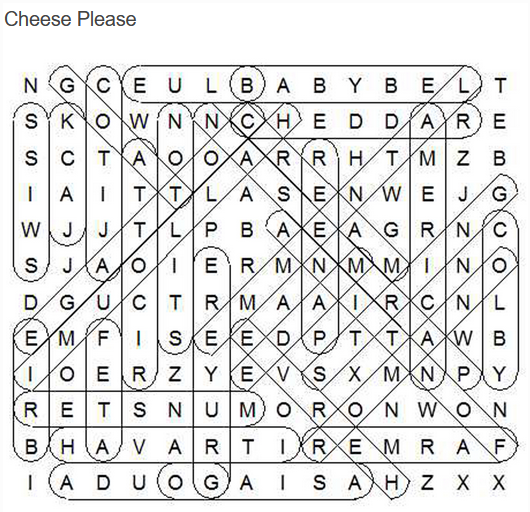 Cheese Please
N G C E U L B A B Y B E L T
S K O W N N C H E D D A R E
S C T A O O A R R H T M Z B
I A I T T L A S E N W E J G
W J J T L P B A E A G R N C
S J A O I E R M N M M I N O
D G U C T R M A A I R C N L
E M F I S E E D P T T A W B
I O E R Z Y E V S X M N P Y
R E T S N U M O R O N W O N
B H A V A R T I R E M R A F
I A D U O G A I S A H Z X X